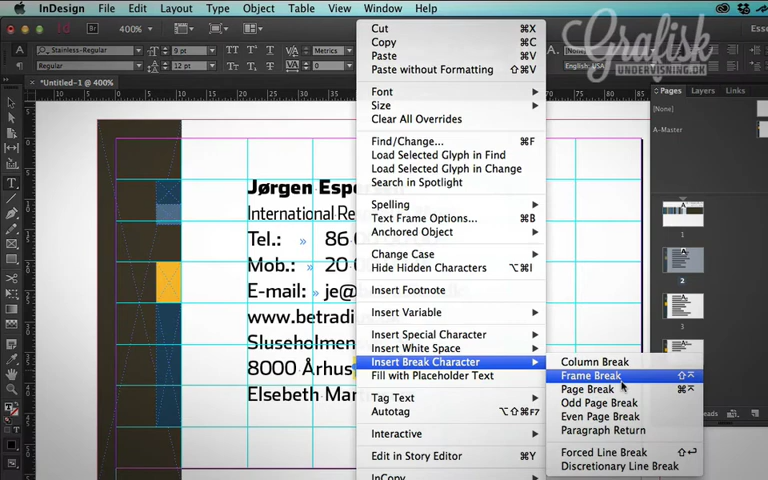 InDesign File Edit Layout Type Object Table View Window Help
Br 400%
Grafisk
UNDERVISNING.DK
Stainless-Regular 9 pt Metrics
Regular 12 pt English: US
*Untitled-1 @ 400%
Pages Layers Links
[None]
A-Master
1
2
3
Jørgen Espe
International Re
Tel.: » 86
Mob.: » 20
E-mail: » je@
www.betradi
Sluseholmen
8000 Århus
Elsebeth Mar
Cut ⌘X
Copy ⌘C
Paste ⌘V
Paste without Formatting ⇧⌘V
Font
Size
Clear All Overrides
Find/Change... ⌘F
Load Selected Glyph in Find
Load Selected Glyph in Change
Search in Spotlight
Spelling
Text Frame Options... ⌘B
Anchored Object
Change Case
Hide Hidden Characters ⌥⌘I
Insert Footnote
Insert Variable
Insert Special Character
Insert White Space
Insert Break Character
Fill with Placeholder Text
Tag Text
Autotag ⌥⇧⌘F7
Interactive
Edit in Story Editor ⌘Y
InCopy
Column Break
Frame Break
Page Break
Odd Page Break
Even Page Break
Paragraph Return
Forced Line Break
Discretionary Line Break